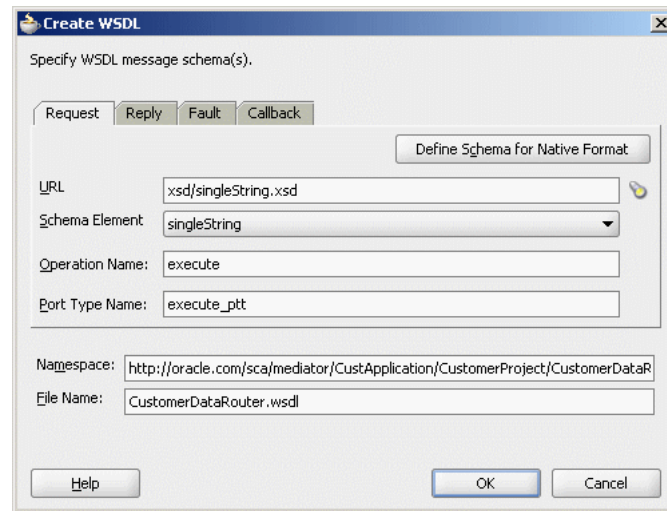 Create WSDL
Specify WSDL message schema(s).
Request Reply Fault Callback
Define Schema for Native Format
URL xsd/singleString.xsd
Schema Element singleString
Operation Name: execute
Port Type Name: execute_ptt
Namespace: http://oracle.com/sca/mediator/CustApplication/CustomerProject/CustomerDataR
File Name: CustomerDataRouter.wsdl
Help OK Cancel